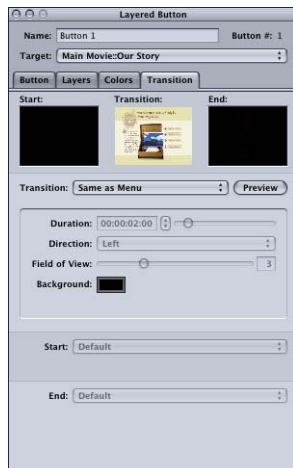 Layered Button
Name: Button 1 Button #: 1
Target: Main Movie::Our Story
Button Layers Colors Transition
Start: Transition: End:
Transition: Same as Menu Preview
Duration: 00:00:02:00
Direction: Left
Field of View: 3
Background:
Start: Default
End: Default